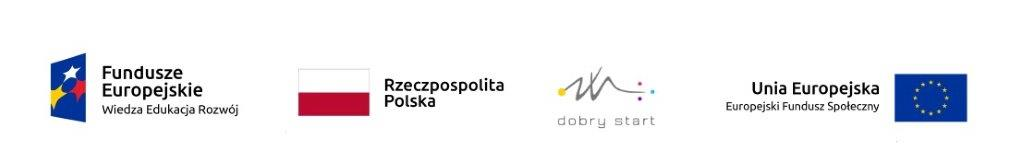 Fundusze
Europejskie
Wiedza Edukacja Rozwój
Rzeczpospolita
Polska
dobry start
Unia Europejska
Europejski Fundusz Społeczny